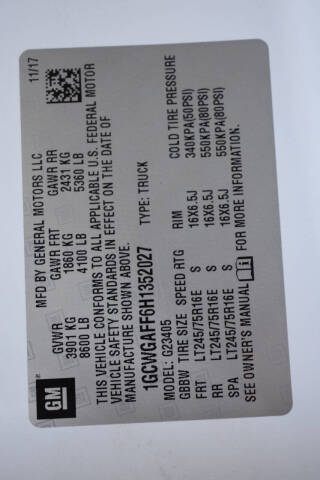 GM
MFD BY GENERAL MOTORS LLC 11/17
GVWR GAWR FRT GAWR RR
3901 KG 1860 KG 2431 KG
8600 LB 4100 LB 5360 LB
THIS VEHICLE CONFORMS TO ALL APPLICABLE U.S. FEDERAL MOTOR
VEHICLE SAFETY STANDARDS IN EFFECT ON THE DATE OF
MANUFACTURE SHOWN ABOVE.
1GCWGAFF6H1352027 TYPE: TRUCK
MODEL: G23405
GBBW TIRE SIZE SPEED RTG RIM COLD TIRE PRESSURE
FRT LT245/75R16E S 16X6.5J 340KPA(50PSI)
RR LT245/75R16E S 16X6.5J 550KPA(80PSI)
SPA LT245/75R16E S 16X6.5J 550KPA(80PSI)
SEE OWNER'S MANUAL FOR MORE INFORMATION.